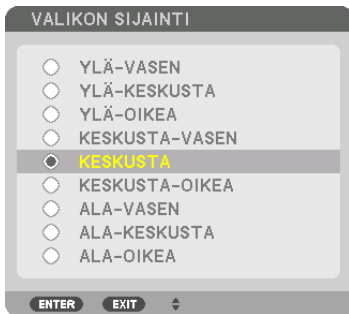 VALIKON SIJAINTI
YLÄ-VASEN
YLÄ-KESKUSTA
YLÄ-OIKEA
KESKUSTA-VASEN
KESKUSTA
KESKUSTA-OIKEA
ALA-VASEN
ALA-KESKUSTA
ALA-OIKEA
ENTER EXIT